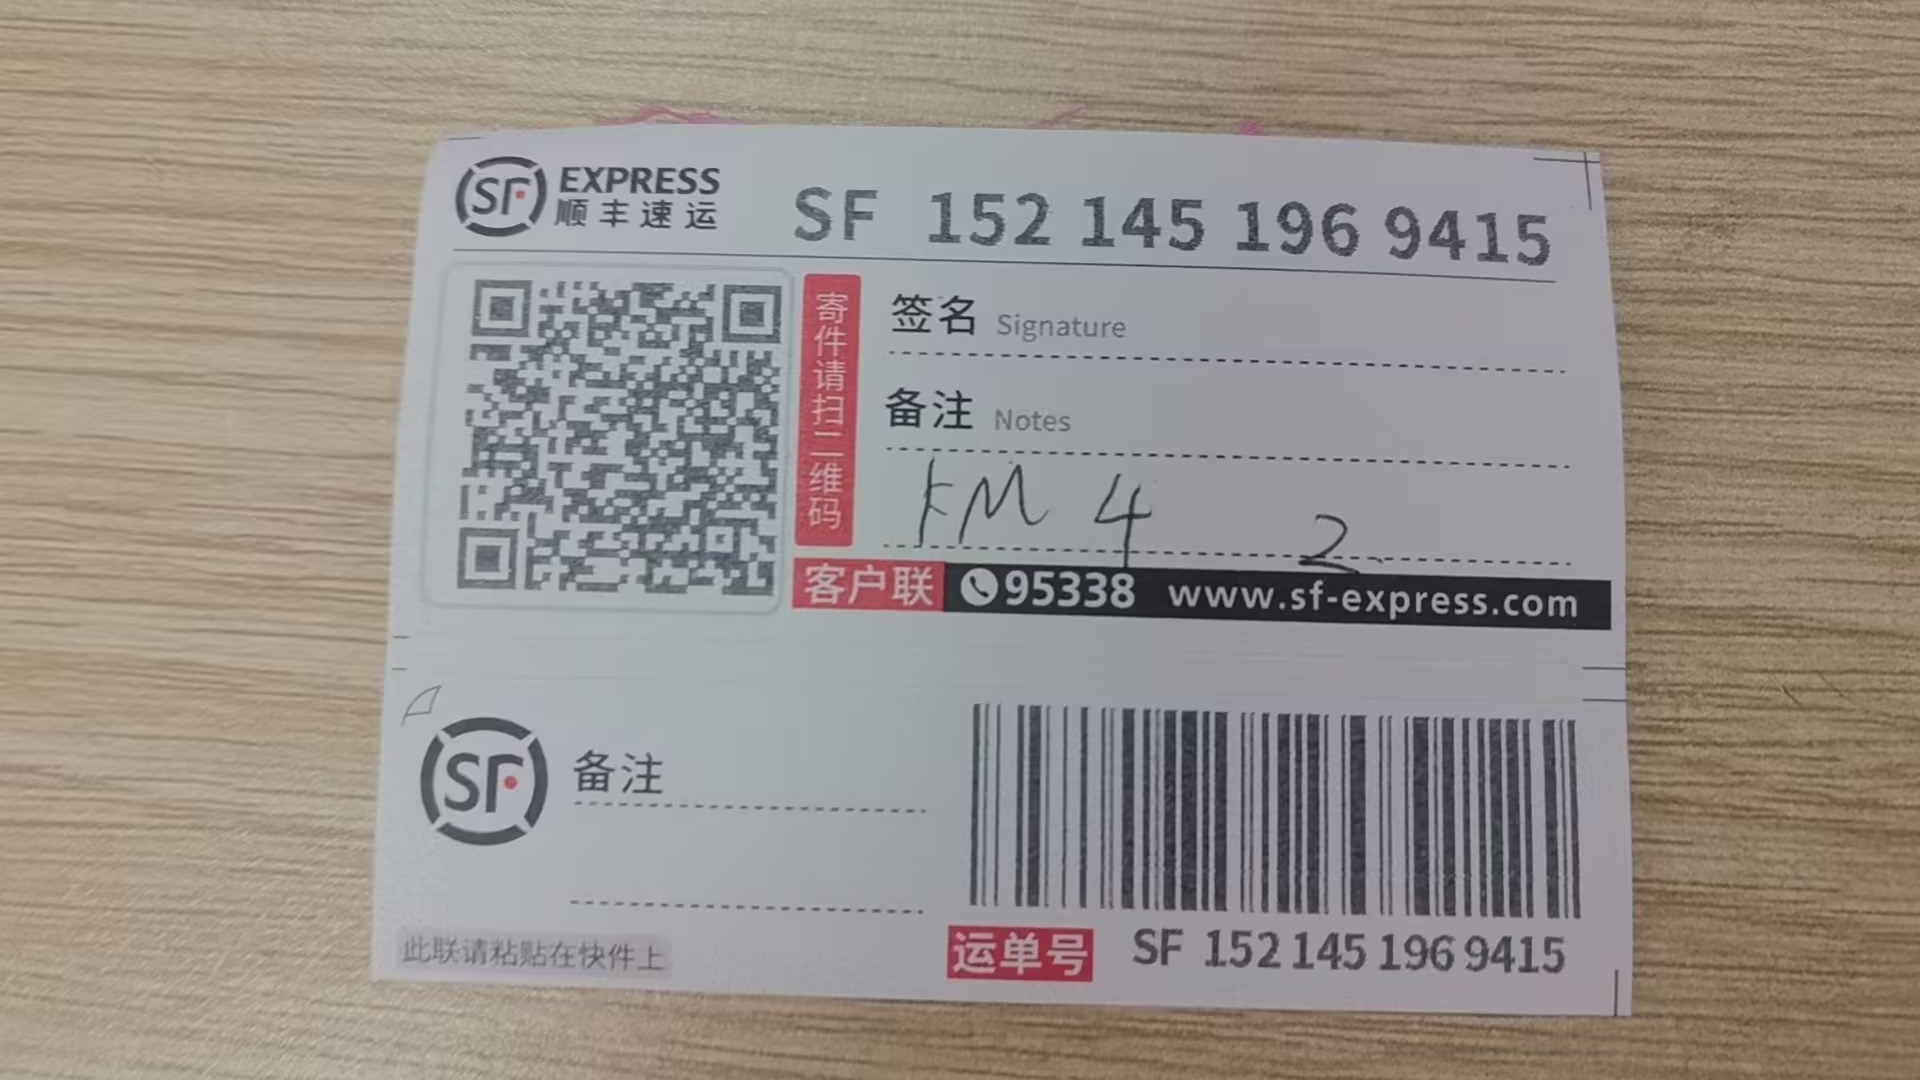 SF EXPRESS
顺丰速运
SF 152 145 196 9415
寄件请扫二维码
签名 Signature
备注 Notes
KM 4 2
客户联 95338 www.sf-express.com
SF 备注
此联请粘贴在快件上
运单号 SF 152 145 196 9415